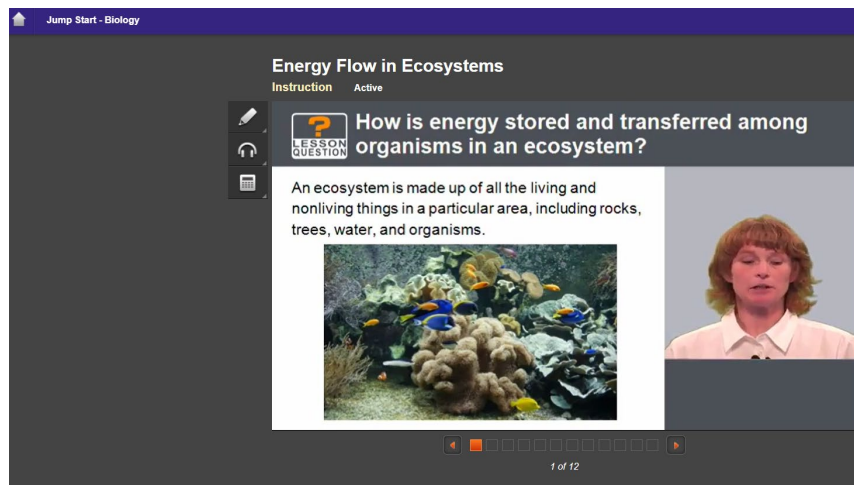 Jump Start - Biology
Energy Flow in Ecosystems
Instruction Active
?
LESSON
QUESTION
How is energy stored and transferred among
organisms in an ecosystem?
An ecosystem is made up of all the living and
nonliving things in a particular area, including rocks,
trees, water, and organisms.
1 of 12